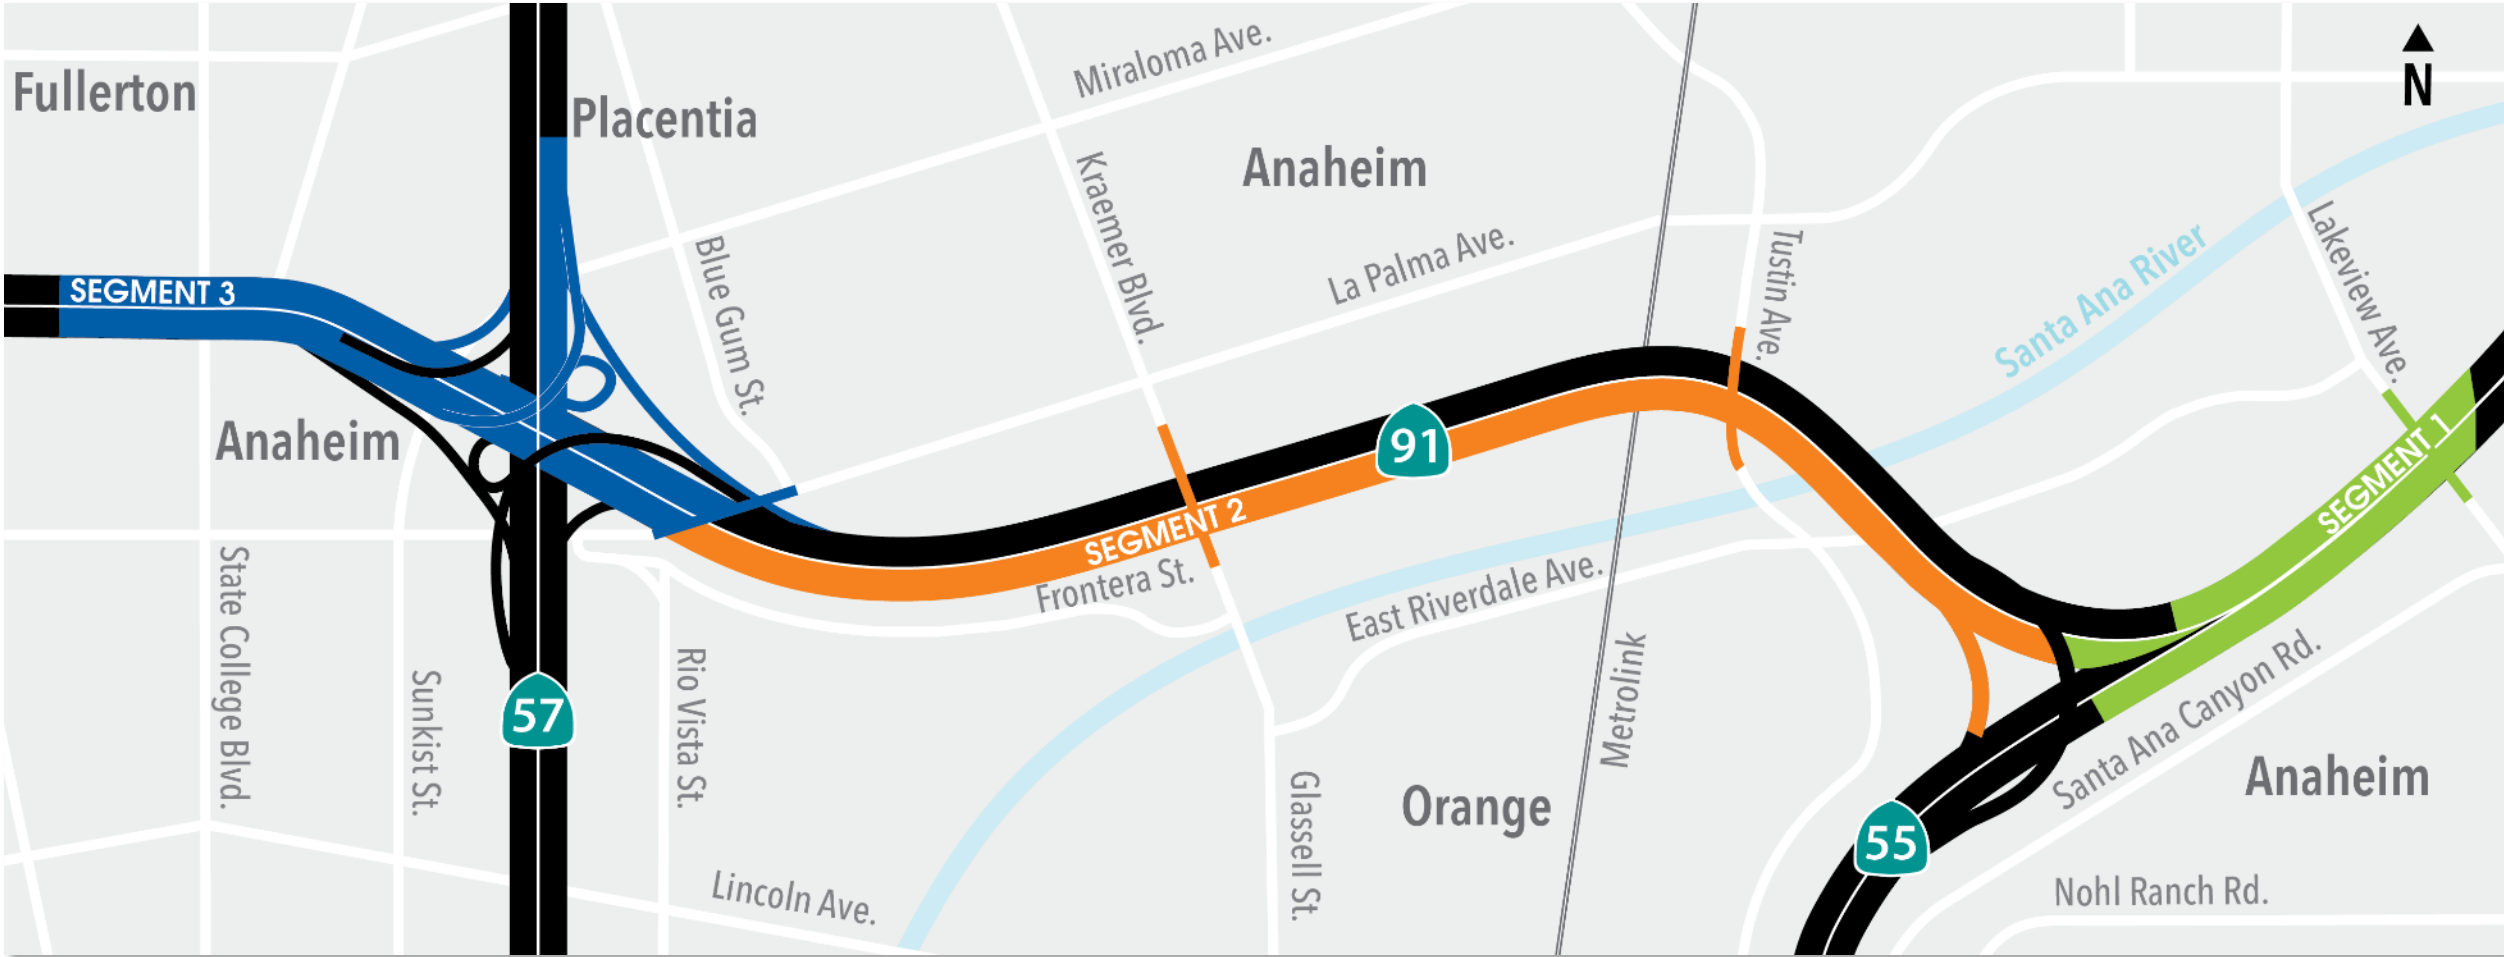 Miraloma Ave.
N
Fullerton
Placentia
Anaheim
Kraemer Blvd.
Blue Gum St.
La Palma Ave.
Tustin Ave.
Santa Ana River
Lakeview Ave.
SEGMENT 3
Anaheim
91
SEGMENT 1
SEGMENT 2
Frontera St.
East Riverdale Ave.
State College Blvd.
Sunkist St.
57
Rio Vista St.
Metrolink
Santa Ana Canyon Rd.
Anaheim
Glassell St.
Orange
55
Lincoln Ave.
Nohl Ranch Rd.